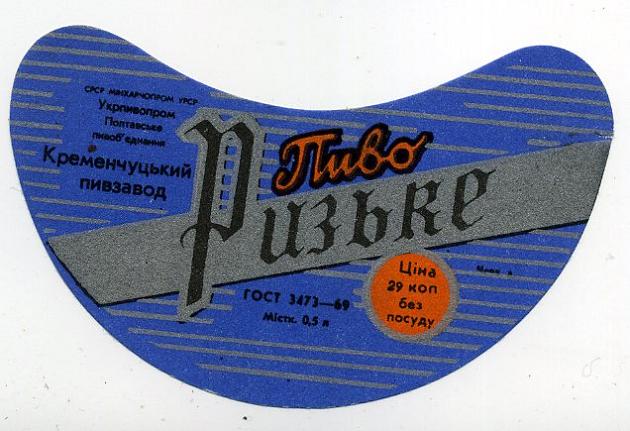 СРСР МІНХАРЧОПРОМ УРСР
Укрпивопром
Полтавське
пивоб'єднання
Кременчуцький
пивзавод
Пиво
Ризьке
ГОСТ 3473—69
Містк. 0,5 л
Ціна
29 коп
без
посуду